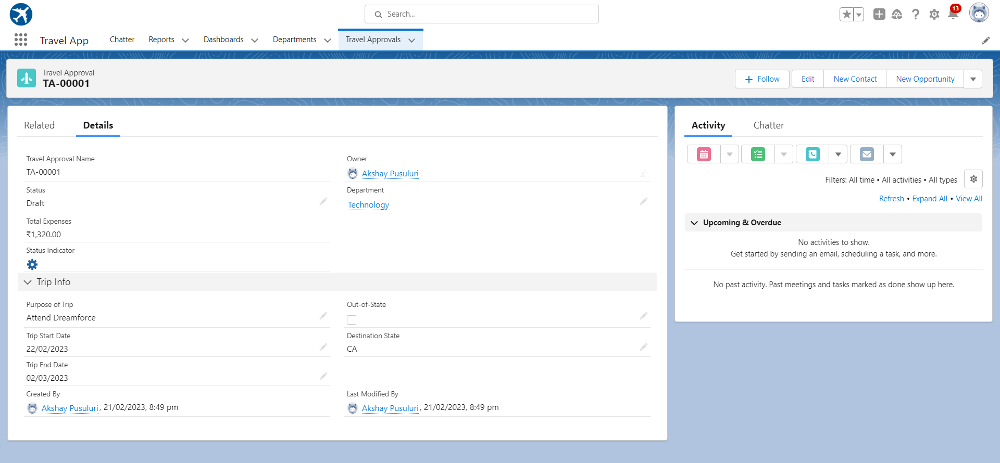 Search...
13
Travel App
Chatter
Reports
Dashboards
Departments
Travel Approvals
Travel Approval
TA-00001
Follow
Edit
New Contact
New Opportunity
Related
Details
Travel Approval Name
TA-00001
Owner
Akshay Pusuluri
Status
Draft
Department
Technology
Total Expenses
₹1,320.00
Status Indicator
Trip Info
Purpose of Trip
Attend Dreamforce
Out-of-State
Trip Start Date
22/02/2023
Destination State
CA
Trip End Date
02/03/2023
Created By
Akshay Pusuluri, 21/02/2023, 8:49 pm
Last Modified By
Akshay Pusuluri, 21/02/2023, 8:49 pm
Activity
Chatter
Filters: All time • All activities • All types
Refresh • Expand All • View All
Upcoming & Overdue
No activities to show.
Get started by sending an email, scheduling a task, and more.
No past activity. Past meetings and tasks marked as done show up here.